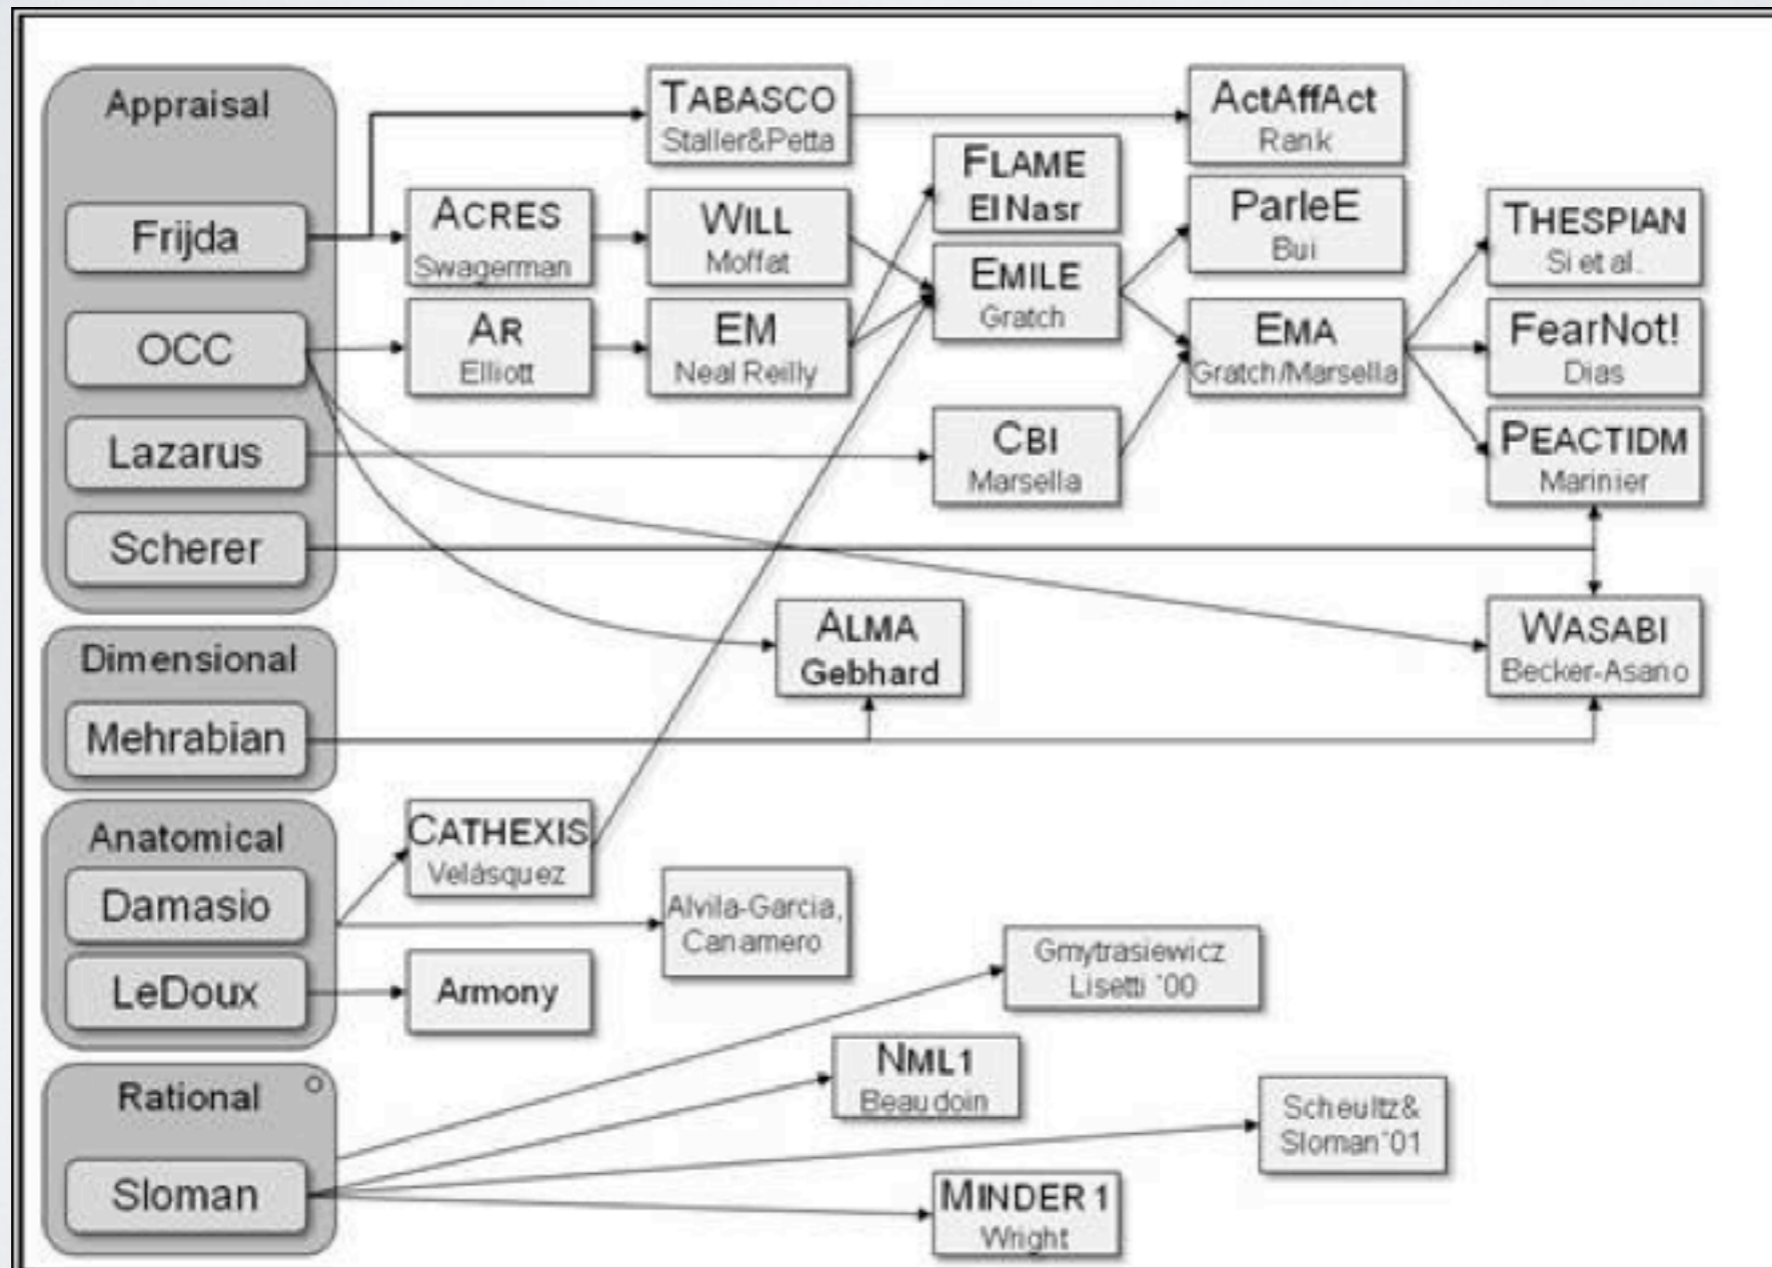 Appraisal
Frijda
OCC
Lazarus
Scherer
Dimensional
Mehrabian
Anatomical
Damasio
LeDoux
Rational
Sloman
TABASCO
Staller&Petta
ActAffAct
Rank
FLAME
El Nasr
ACRES
Swagerman
WILL
Moffat
ParleE
Bui
THESPIAN
Si et al.
EMILE
Gratch
AR
Elliott
EM
Neal Reilly
EMA
Gratch/Marsella
FearNot!
Dias
CBI
Marsella
PEACTIDM
Marinier
ALMA
Gebhard
WASABI
Becker-Asano
CATHEXIS
Velásquez
Alvila-Garcia,
Canamero
Armony
Gmytrasiewicz
Lisetti ´00
NML1
Beaudoin
Scheultz&
Sloman´01
MINDER1
Wright